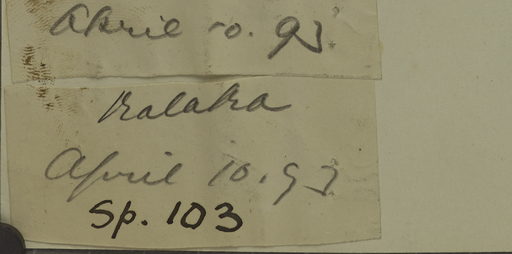 April 10. 93.
Kalaka
April 10. 93
Sp. 103